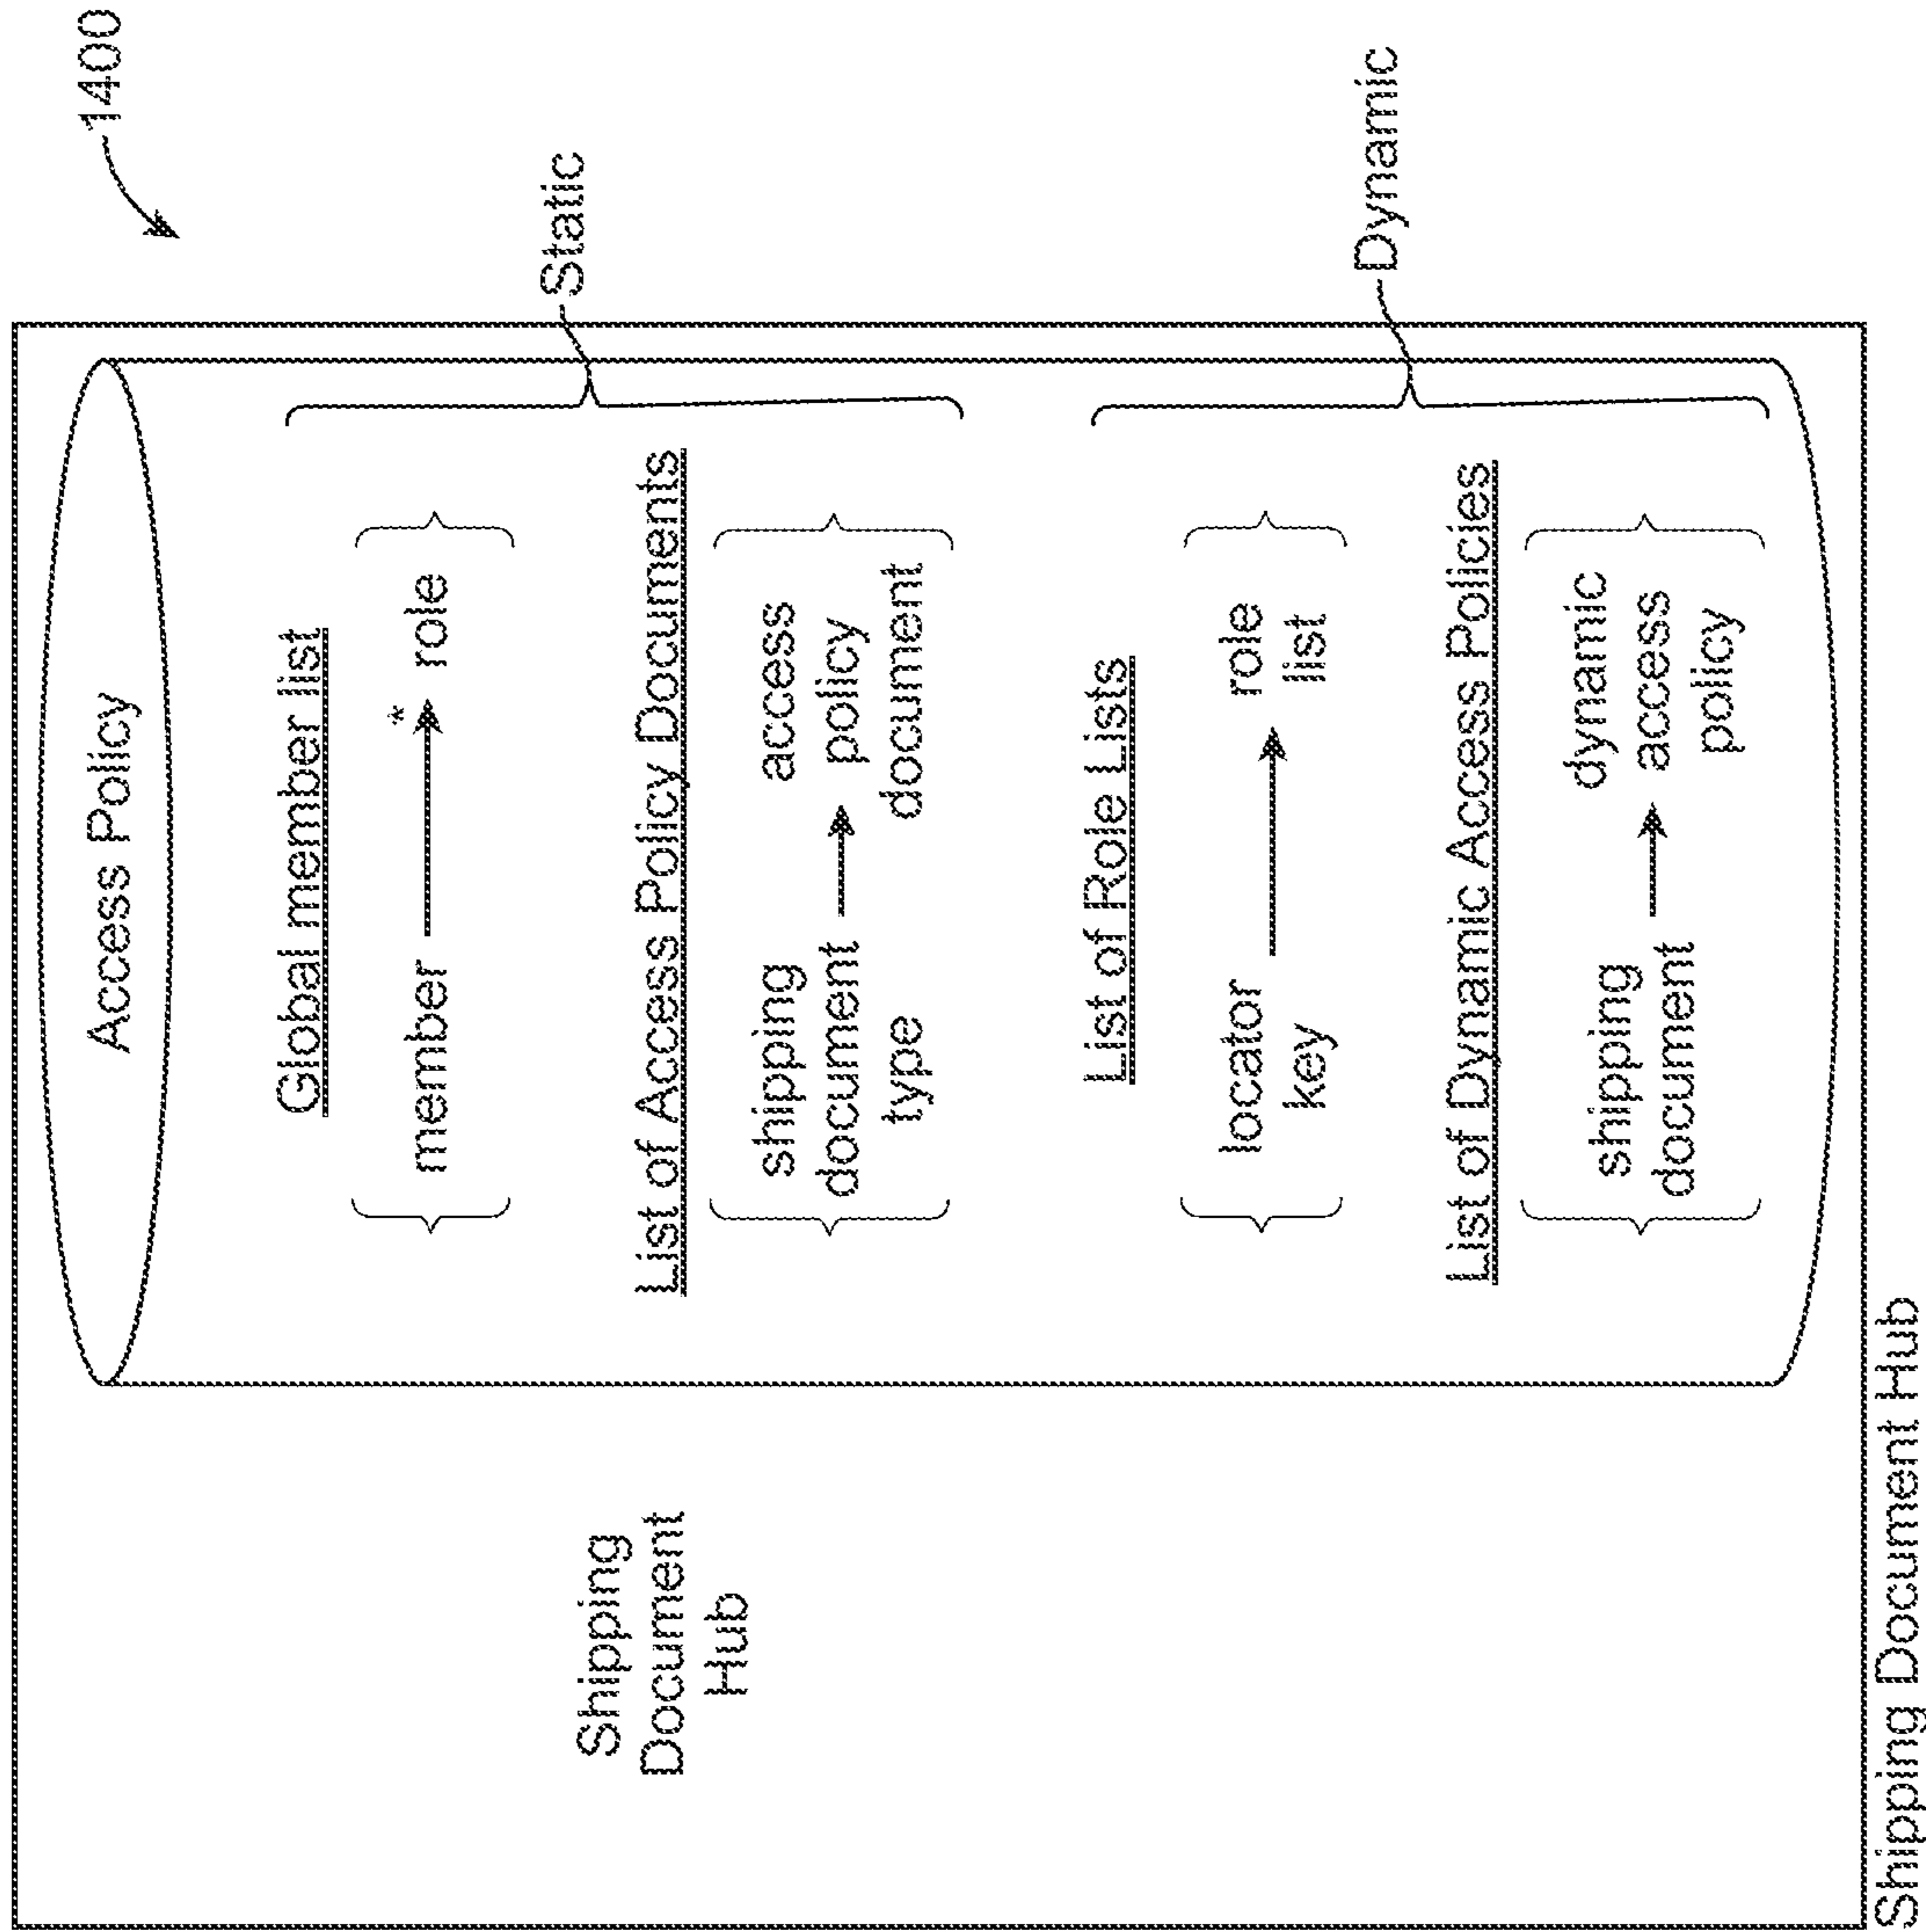 1400
Access Policy
Global member list
member
*
role
Static
List of Access Policy Documents
shipping
document
type
access
policy
document
Shipping
Document
Hub
List of Role Lists
locator
key
role
list
Dynamic
List of Dynamic Access Policies
shipping
document
dynamic
access
policy
Shipping Document Hub